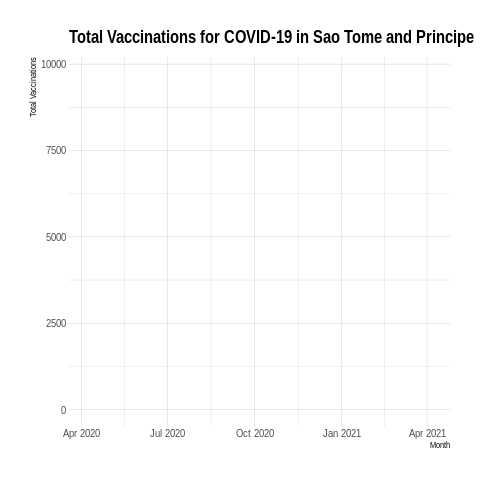 Total Vaccinations for COVID-19 in Sao Tome and Principe
Total Vaccinations
10000
7500
5000
2500
0
Apr 2020 Jul 2020 Oct 2020 Jan 2021 Apr 2021
Month